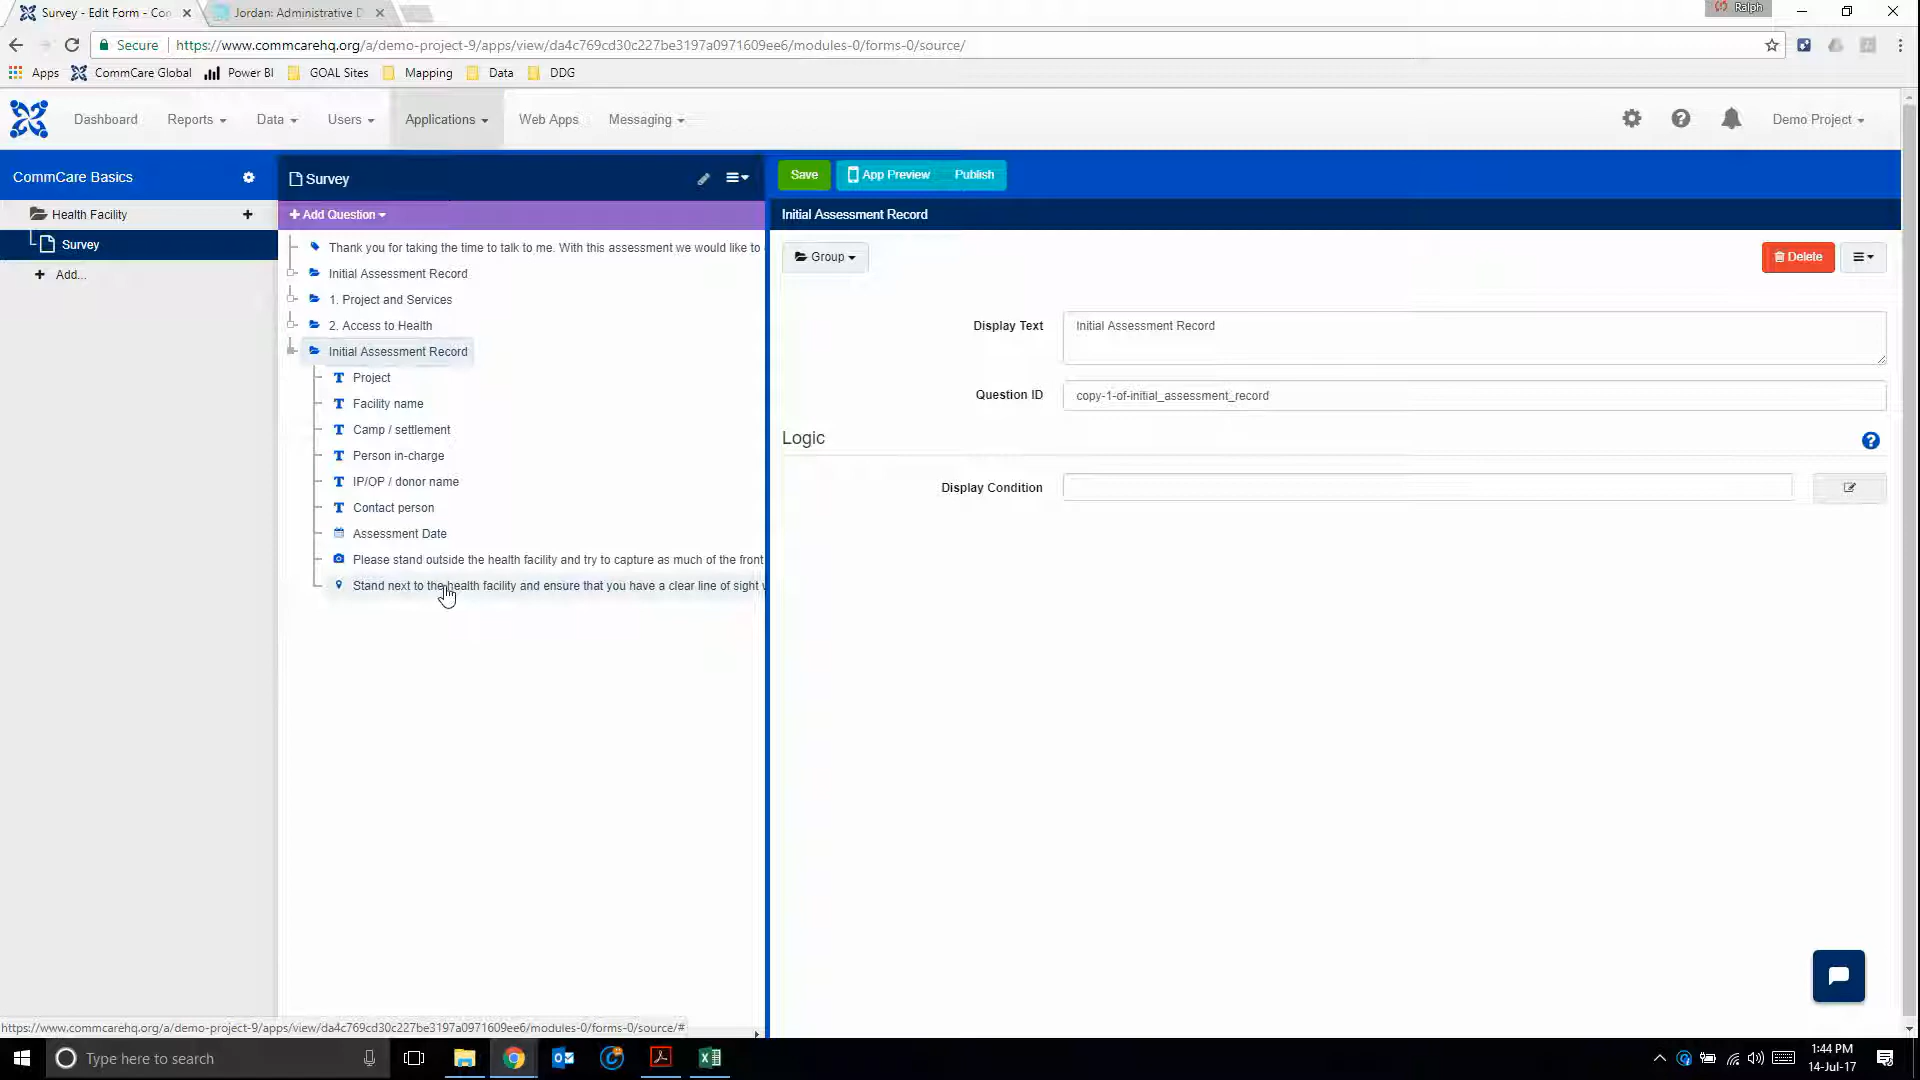 Survey - Edit Form - Co
Jordan: Administrative D
Ralph
Secure
https://www.commcarehq.org/a/demo-project-9/apps/view/da4c769cd30c227be3197a0971609ee6/modules-0/forms-0/source/
Apps
CommCare Global
Power BI
GOAL Sites
Mapping
Data
DDG
Dashboard
Reports
Data
Users
Applications
Web Apps
Messaging
Demo Project
CommCare Basics
Survey
Save
App Preview
Publish
Health Facility
Add Question
Initial Assessment Record
Survey
Add...
Thank you for taking the time to talk to me. With this assessment we would like to
Initial Assessment Record
1. Project and Services
2. Access to Health
Initial Assessment Record
Project
Facility name
Camp / settlement
Person in-charge
IP/OP / donor name
Contact person
Assessment Date
Please stand outside the health facility and try to capture as much of the front
Stand next to the health facility and ensure that you have a clear line of sight
Group
Delete
Display Text
Initial Assessment Record
Question ID
copy-1-of-initial_assessment_record
Logic
Display Condition
https://www.commcarehq.org/a/demo-project-9/apps/view/da4c769cd30c227be3197a0971609ee6/modules-0/forms-0/source/#
Type here to search
1:44 PM
14-Jul-17